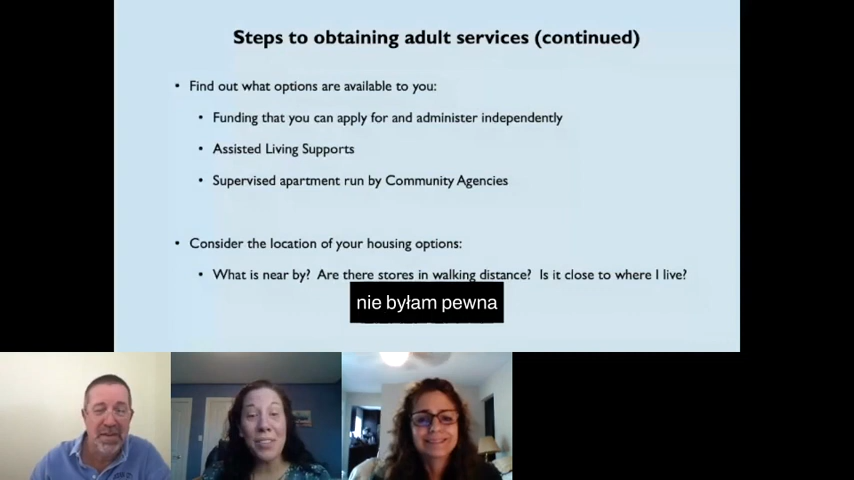 Steps to obtaining adult services (continued)
• Find out what options are available to you:
• Funding that you can apply for and administer independently
• Assisted Living Supports
• Supervised apartment run by Community Agencies
• Consider the location of your housing options:
• What is near by? Are there stores in walking distance? Is it close to where I live?
nie byłam pewna